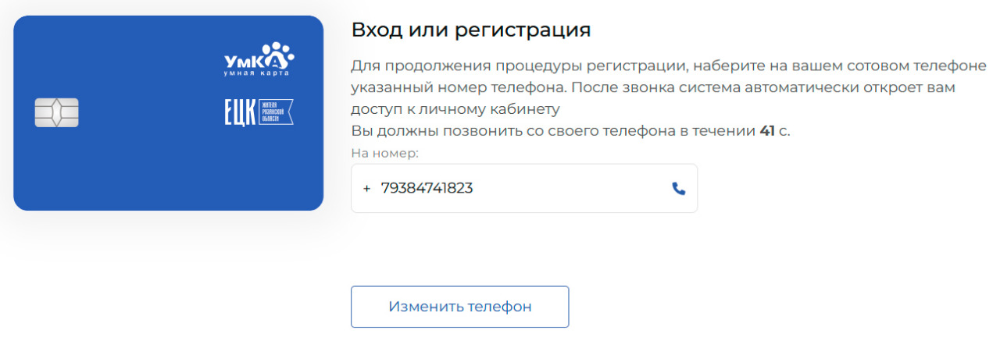 УмКА
умная карта
ЕЦК
ЖИТЕЛЯ
РЯЗАНСКОЙ
ОБЛАСТИ
Вход или регистрация
Для продолжения процедуры регистрации, наберите на вашем сотовом телефоне
указанный номер телефона. После звонка система автоматически откроет вам
доступ к личному кабинету
Вы должны позвонить со своего телефона в течении 41 с.
На номер:
+ 79384741823
Изменить телефон